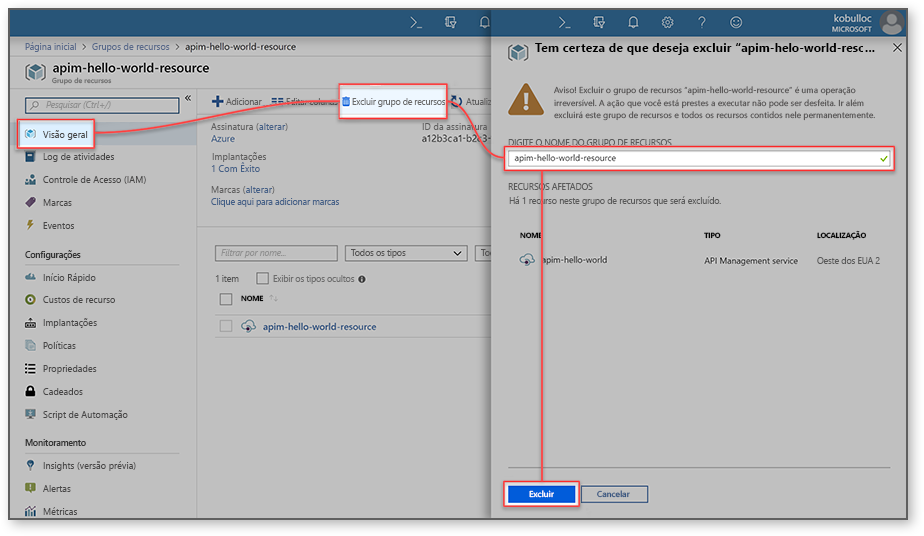 kobulloc
MICROSOFT
Página inicial > Grupos de recursos > apim-hello-world-resource
apim-hello-world-resource
Grupo de recursos
Pesquisar (Ctrl+/)
Visão geral
Log de atividades
Controle de Acesso (IAM)
Marcas
Eventos
Configurações
Início Rápido
Custos de recurso
Implantações
Políticas
Propriedades
Cadeados
Script de Automação
Monitoramento
Insights (versão prévia)
Alertas
Métricas
Adicionar Editar colunas Excluir grupo de recursos Atualiz
Assinatura (alterar)
Azure
ID da assinatura
a12b3ca1-b2c3-
Implantações
1 Com Êxito
Marcas (alterar)
Clique aqui para adicionar marcas
Filtrar por nome... Todos os tipos To
1 item Exibir os tipos ocultos
NOME
apim-hello-world-resource
Tem certeza de que deseja excluir “apim-helo-world-resc...
Aviso! Excluir o grupo de recursos “apim-hello-world-resource” é uma operação
irreversível. A ação que você está prestes a executar não pode ser desfeita. Ir além
excluirá este grupo de recursos e todos os recursos contidos nele permanentemente.
DIGITE O NOME DO GRUPO DE RECURSOS
apim-hello-world-resource
RECURSOS AFETADOS
Há 1 recurso neste grupo de recursos que será excluído.
NOME TIPO LOCALIZAÇÃO
apim-hello-world API Management service Oeste dos EUA 2
Excluir Cancelar